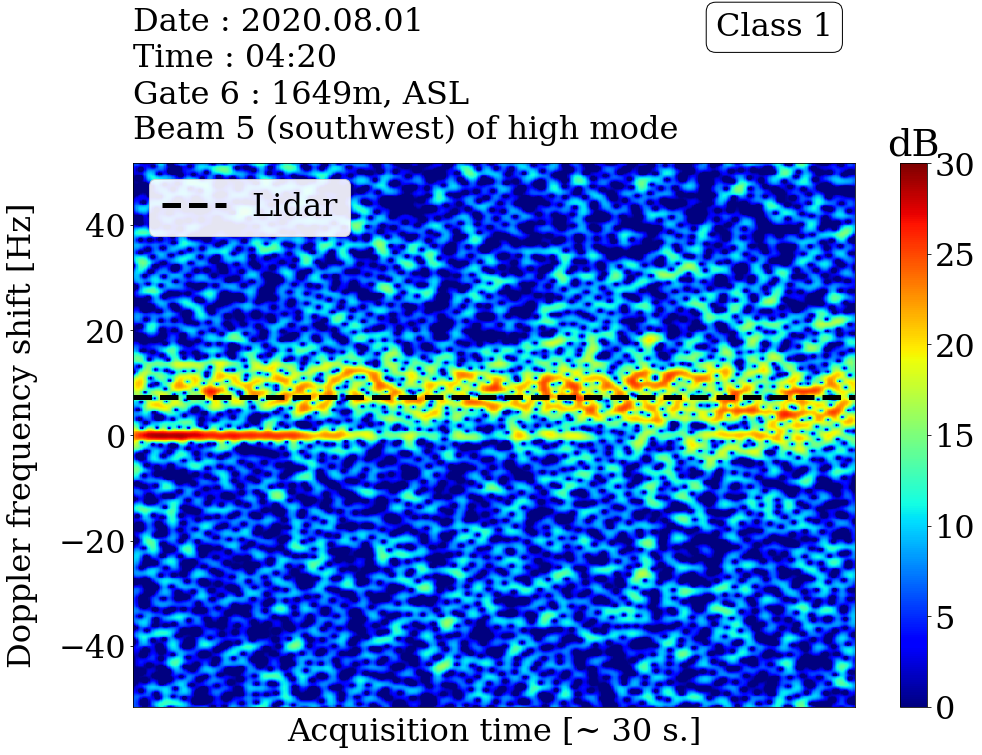 Date : 2020.08.01
Time : 04:20
Gate 6 : 1649m, ASL
Beam 5 (southwest) of high mode
Class 1
dB
Lidar
Doppler frequency shift [Hz]
40
20
0
−20
−40
30
25
20
15
10
5
0
Acquisition time [~ 30 s.]